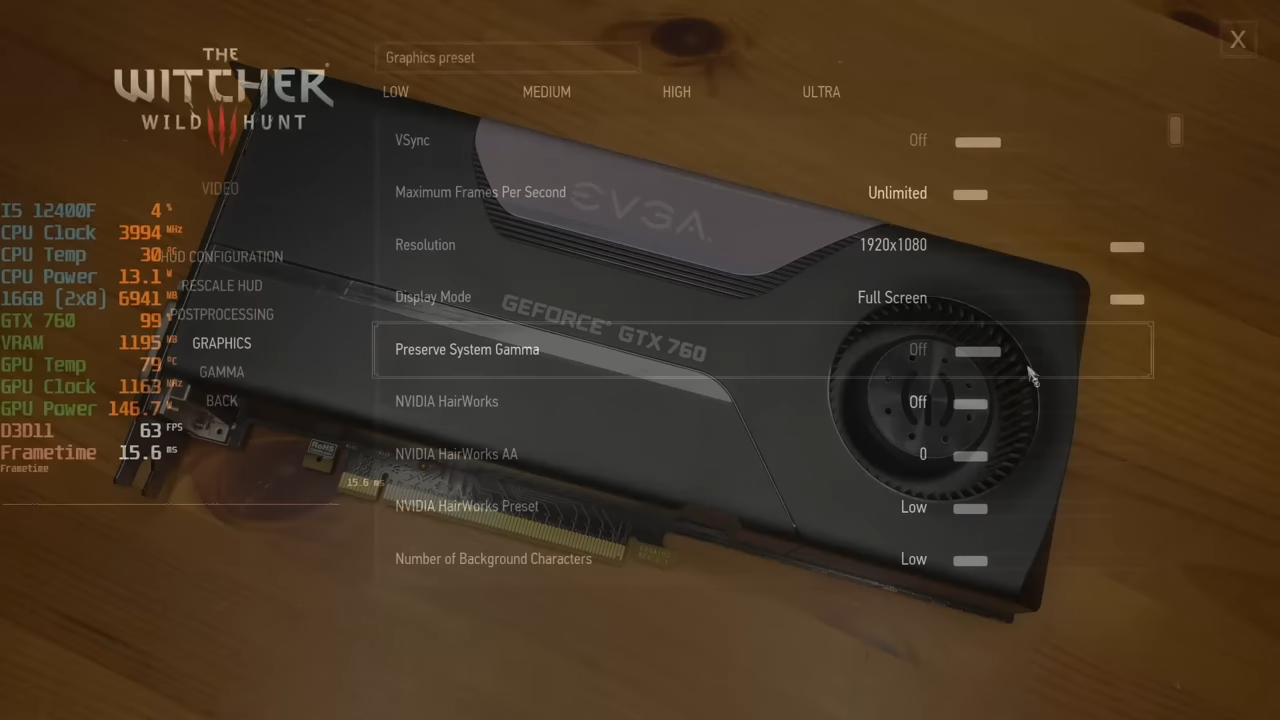 THE
WITCHER
WILD HUNT
Graphics preset
LOW MEDIUM HIGH ULTRA
X
VSync Off
Maximum Frames Per Second Unlimited
Resolution 1920x1080
Display Mode Full Screen
Preserve System Gamma Off
NVIDIA HairWorks Off
NVIDIA HairWorks AA 0
NVIDIA HairWorks Preset Low
Number of Background Characters Low
VIDEO
HUD CONFIGURATION
RESCALE HUD
POSTPROCESSING
GRAPHICS
GAMMA
BACK
I5 12400F 4 %
CPU Clock 3994 MHz
CPU Temp 30 °C
CPU Power 13.1 W
16GB (2x8) 6941 MB
GTX 760 99
VRAM 1195 MB
GPU Temp 79 °C
GPU Clock 1163 MHz
GPU Power 146.7 W
D3D11 63 FPS
Frametime 15.6 ms
Frametime
15.6 ms
EVGA
GEFORCE GTX 760
RoHS